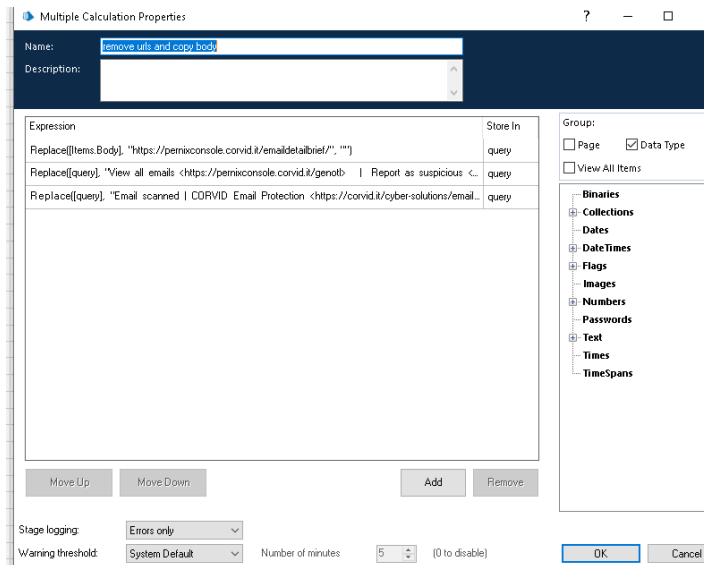 Multiple Calculation Properties
Name: remove urls and copy body
Description:
Expression Store In
Replace([Items.Body], "https://pernixconsole.corvid.it/emaildetailbrief/", "") query
Replace([query], "View all emails <https://pernixconsole.corvid.it/genotb> | Report as suspicious <... query
Replace([query], "Email scanned | CORVID Email Protection <https://corvid.it/cyber-solutions/email... query
Group:
Page Data Type
View All Items
Binaries
Collections
Dates
DateTimes
Flags
Images
Numbers
Passwords
Text
Times
TimeSpans
Move Up Move Down Add Remove
Stage logging: Errors only
Warning threshold: System Default Number of minutes 5 (0 to disable)
OK Cancel